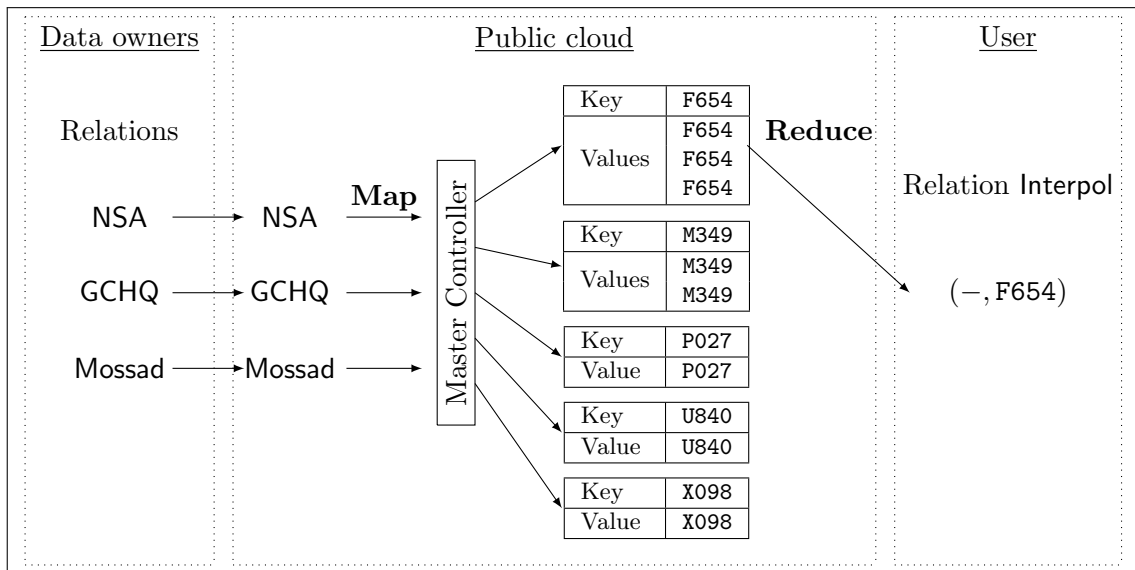 Data owners
Public cloud
User
Relations
NSA
GCHQ
Mossad
NSA
GCHQ
Mossad
Map
Master Controller
Key F654
Values F654
F654
F654
Key M349
Values M349
M349
Key P027
Value P027
Key U840
Value U840
Key X098
Value X098
Reduce
Relation Interpol
(−, F654)